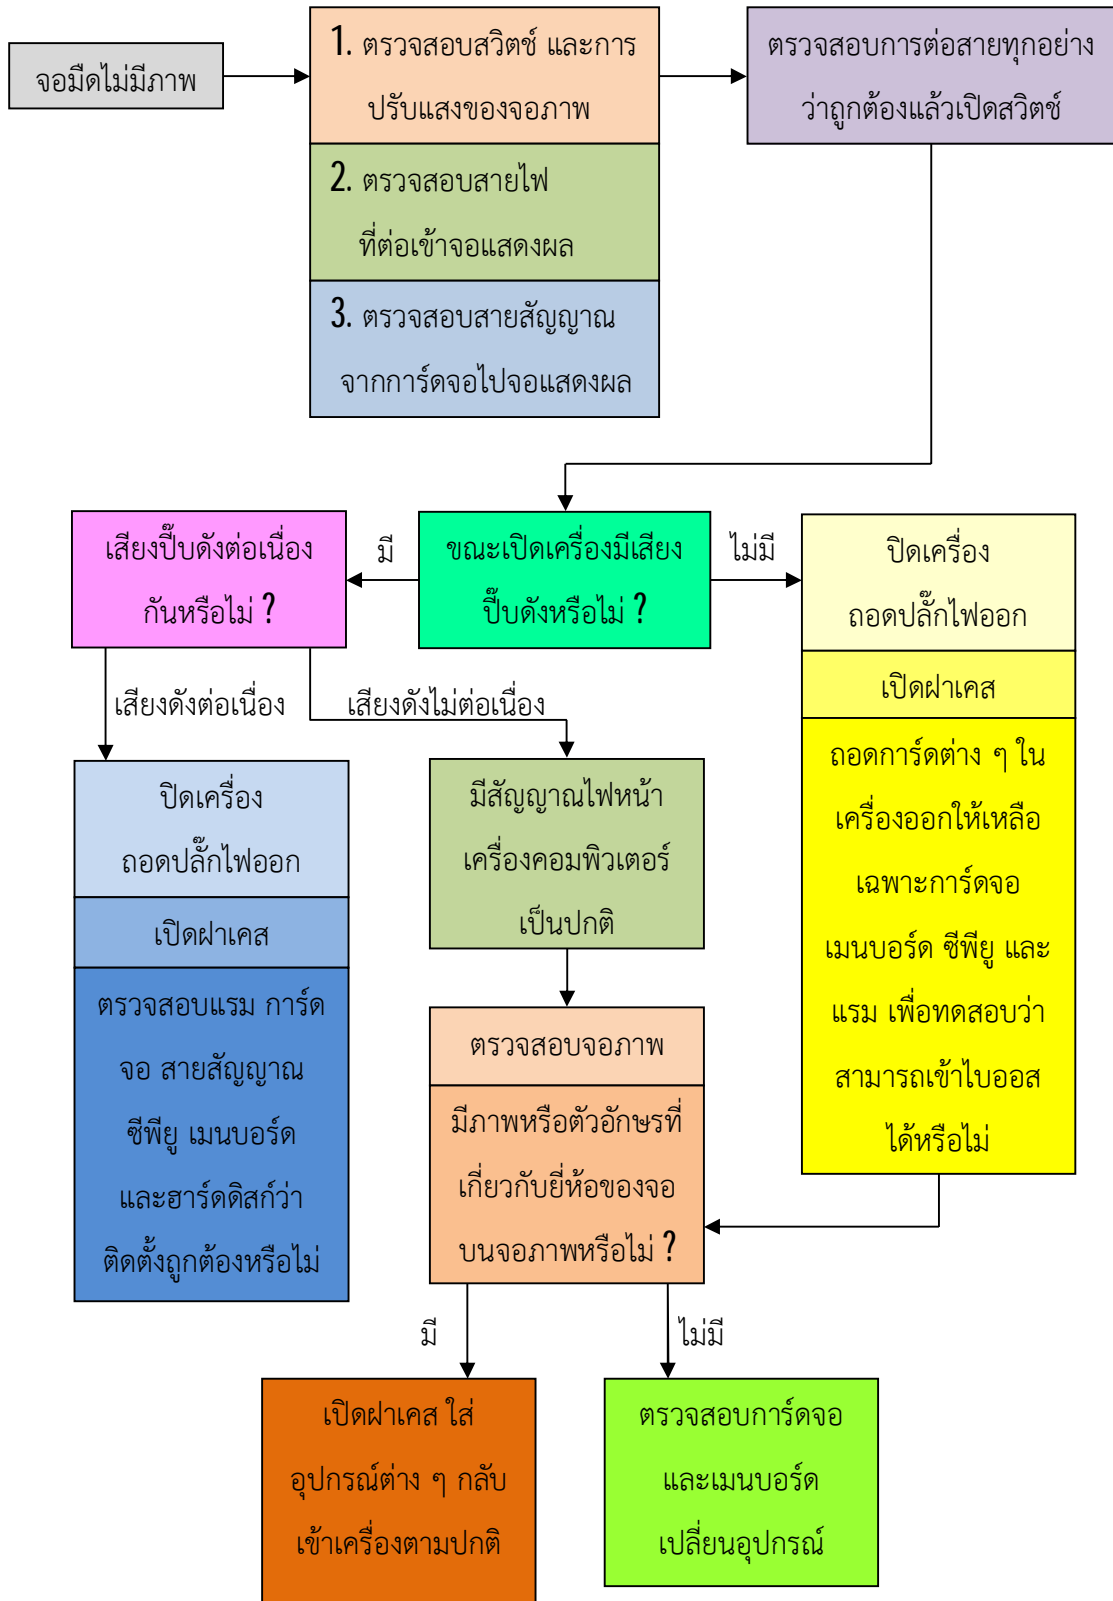 จอมืดไม่มีภาพ
1. ตรวจสอบสวิตช์ และการ
ปรับแสงของจอภาพ
2. ตรวจสอบสายไฟ
ที่ต่อเข้าจอแสดงผล
3. ตรวจสอบสายสัญญาณ
จากการ์ดจอไปจอแสดงผล
ตรวจสอบการต่อสายทุกอย่าง
ว่าถูกต้องแล้วเปิดสวิตช์
ขณะเปิดเครื่องมีเสียง
ปี๊บดังหรือไม่ ?
มี
ไม่มี
เสียงปี๊บดังต่อเนื่อง
กันหรือไม่ ?
เสียงดังต่อเนื่อง
เสียงดังไม่ต่อเนื่อง
ปิดเครื่อง
ถอดปลั๊กไฟออก
เปิดฝาเคส
ตรวจสอบแรม การ์ด
จอ สายสัญญาณ
ซีพียู เมนบอร์ด
และฮาร์ดดิสก์ว่า
ติดตั้งถูกต้องหรือไม่
มีสัญญาณไฟหน้า
เครื่องคอมพิวเตอร์
เป็นปกติ
ปิดเครื่อง
ถอดปลั๊กไฟออก
เปิดฝาเคส
ถอดการ์ดต่าง ๆ ใน
เครื่องออกให้เหลือ
เฉพาะการ์ดจอ
เมนบอร์ด ซีพียู และ
แรม เพื่อทดสอบว่า
สามารถเข้าไบออส
ได้หรือไม่
ตรวจสอบจอภาพ
มีภาพหรือตัวอักษรที่
เกี่ยวกับยี่ห้อของจอ
บนจอภาพหรือไม่ ?
มี
ไม่มี
เปิดฝาเคส ใส่
อุปกรณ์ต่าง ๆ กลับ
เข้าเครื่องตามปกติ
ตรวจสอบการ์ดจอ
และเมนบอร์ด
เปลี่ยนอุปกรณ์